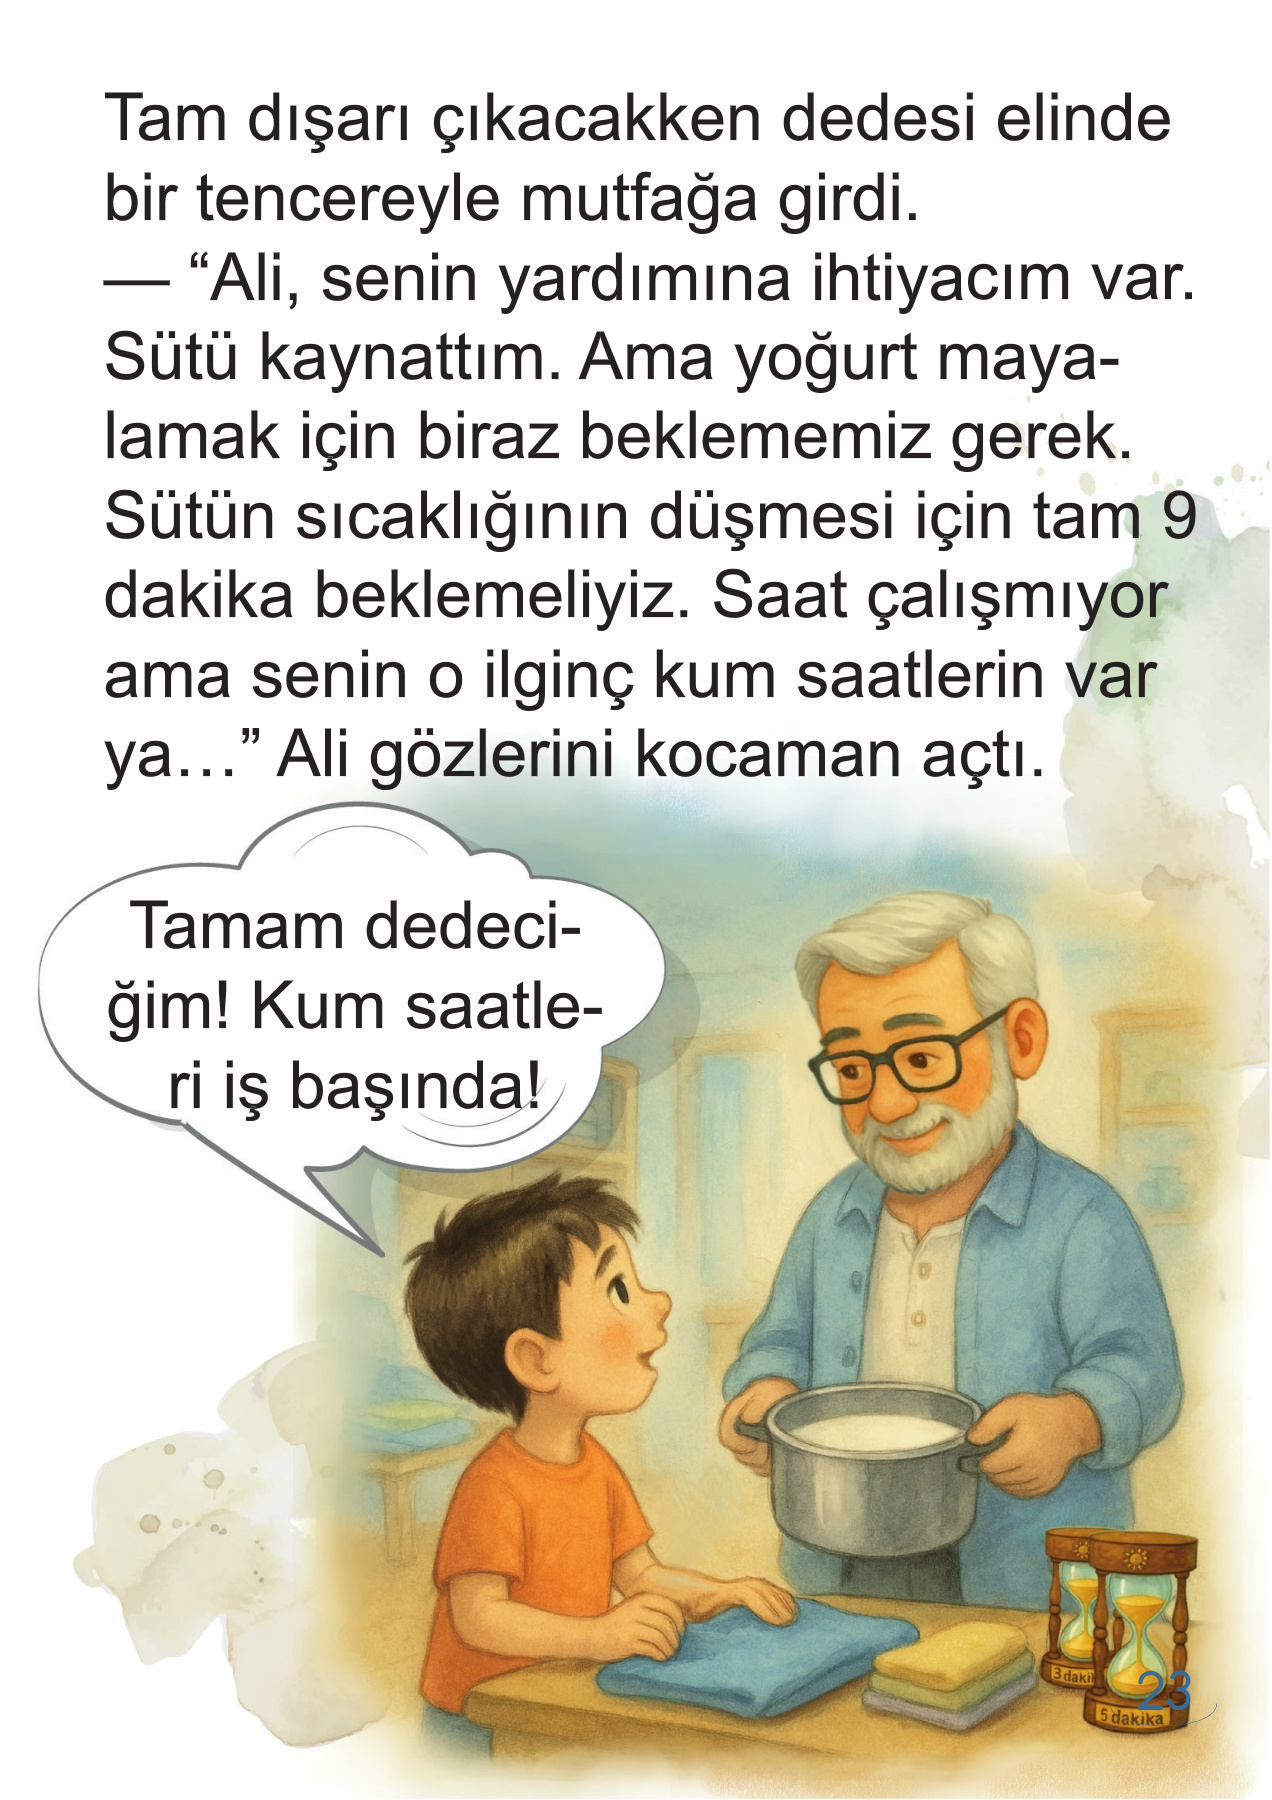 Tam dışarı çıkacakken dedesi elinde
bir tencereyle mutfağa girdi.
— “Ali, senin yardımına ihtiyacım var.
Sütü kaynattım. Ama yoğurt maya-
lamak için biraz beklememiz gerek.
Sütün sıcaklığının düşmesi için tam 9
dakika beklemeliyiz. Saat çalışmıyor
ama senin o ilginç kum saatlerin var
ya…” Ali gözlerini kocaman açtı.
Tamam dedeci-
ğim! Kum saatle-
ri iş başında!
3 daki
5 dakika
23